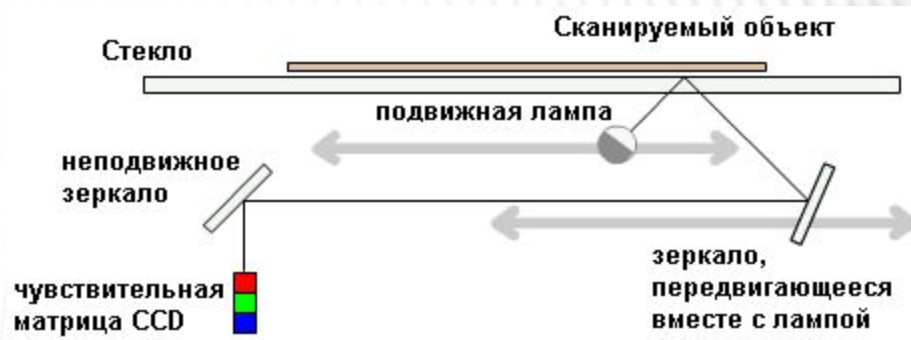 Сканируемый объект
Стекло
подвижная лампа
неподвижное
зеркало
зеркало,
передвигающееся
вместе с лампой
чувствительная
матрица CCD